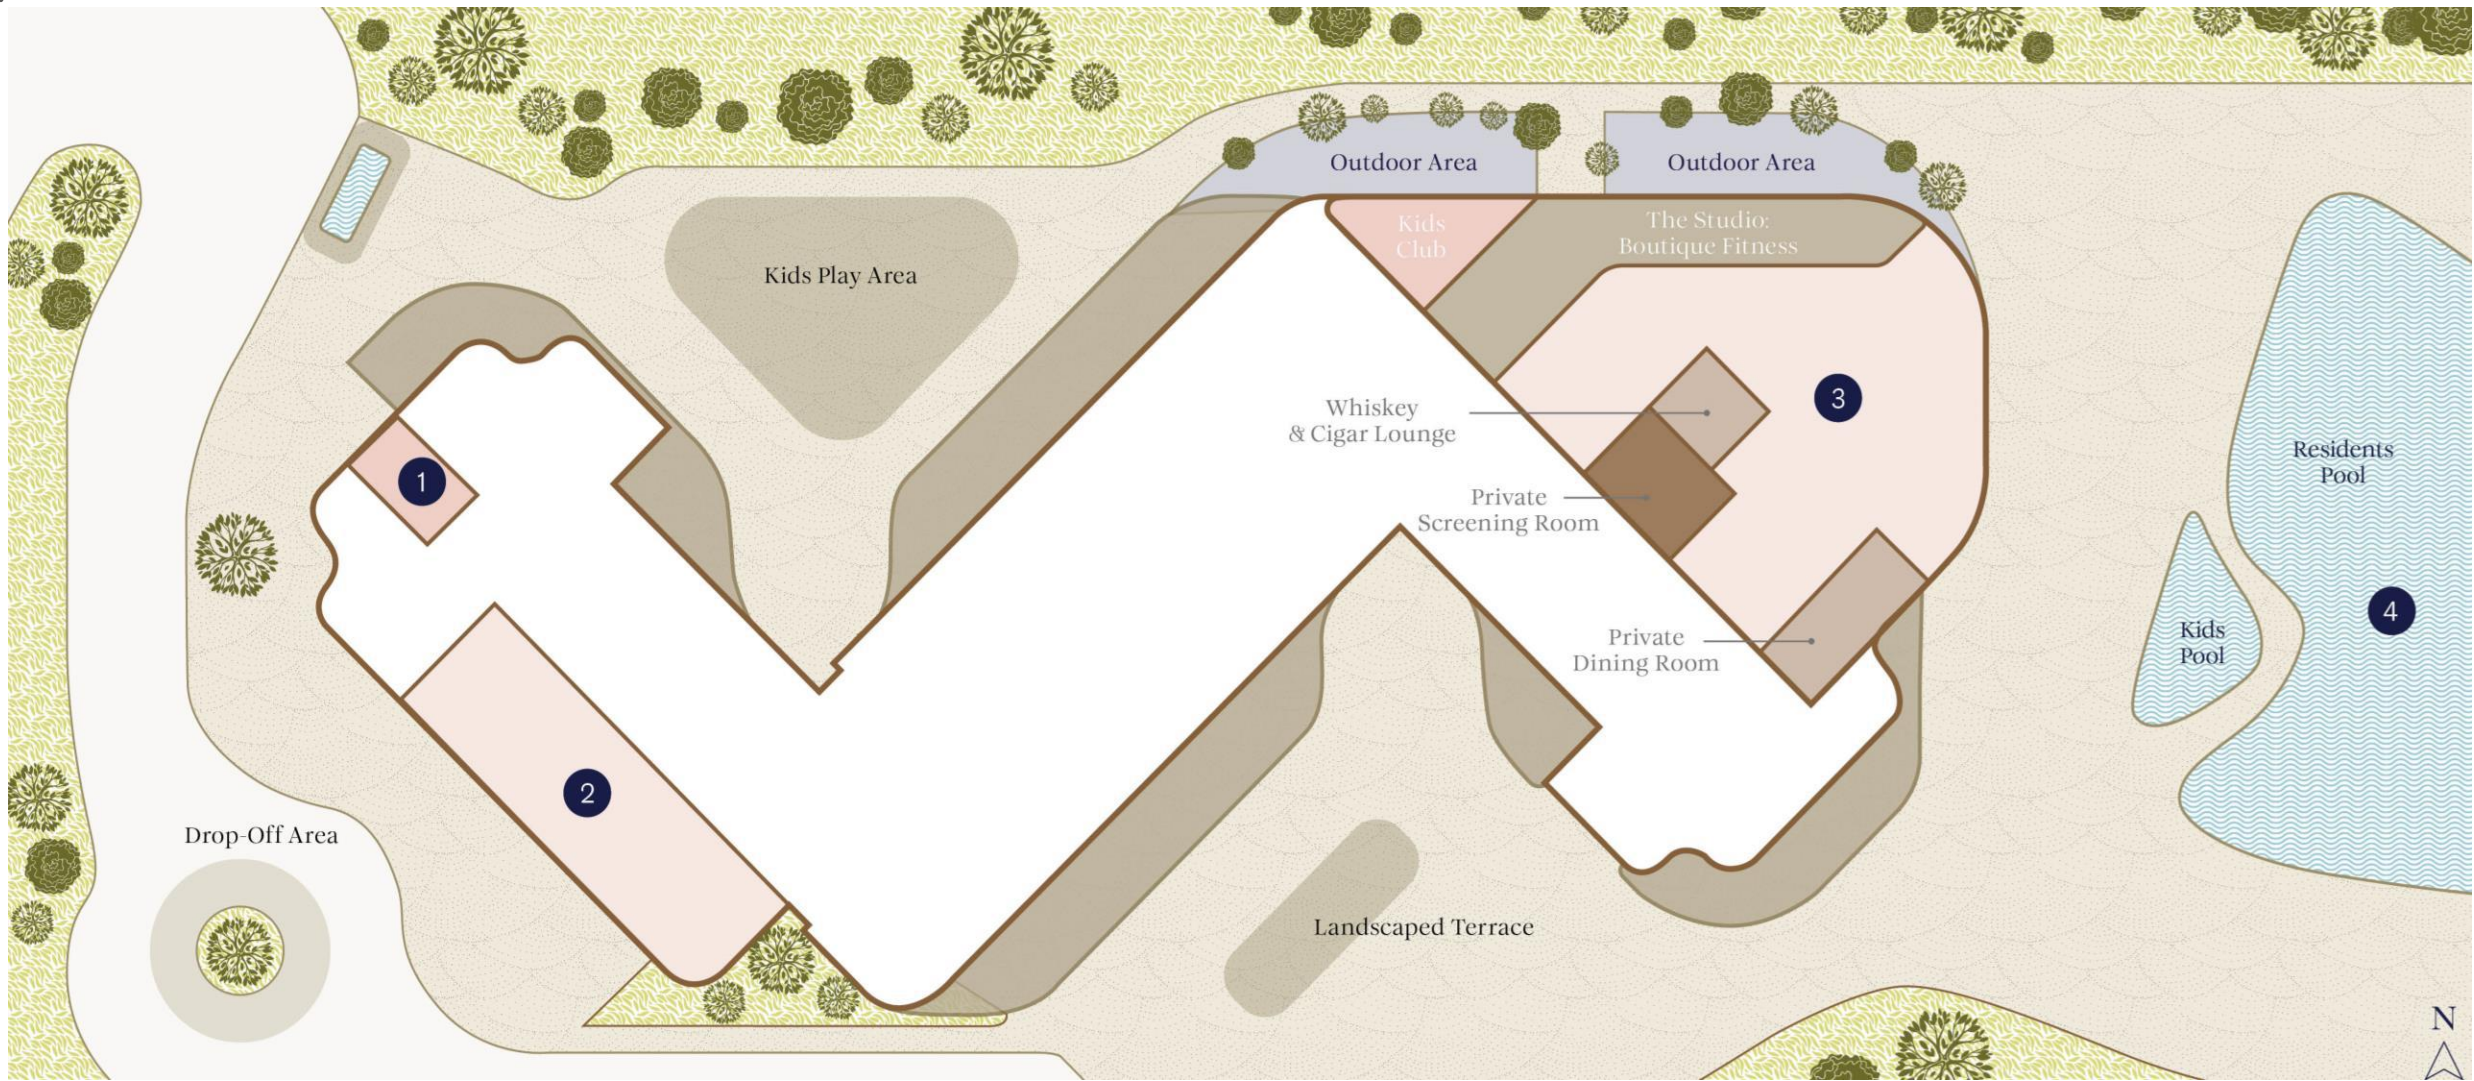 Outdoor Area
Outdoor Area
Kids
Club
The Studio:
Boutique Fitness
Kids Play Area
3
Whiskey
& Cigar Lounge
Residents
Pool
1
Private
Screening Room
4
Kids
Pool
Private
Dining Room
2
Drop-Off Area
Landscaped Terrace
N